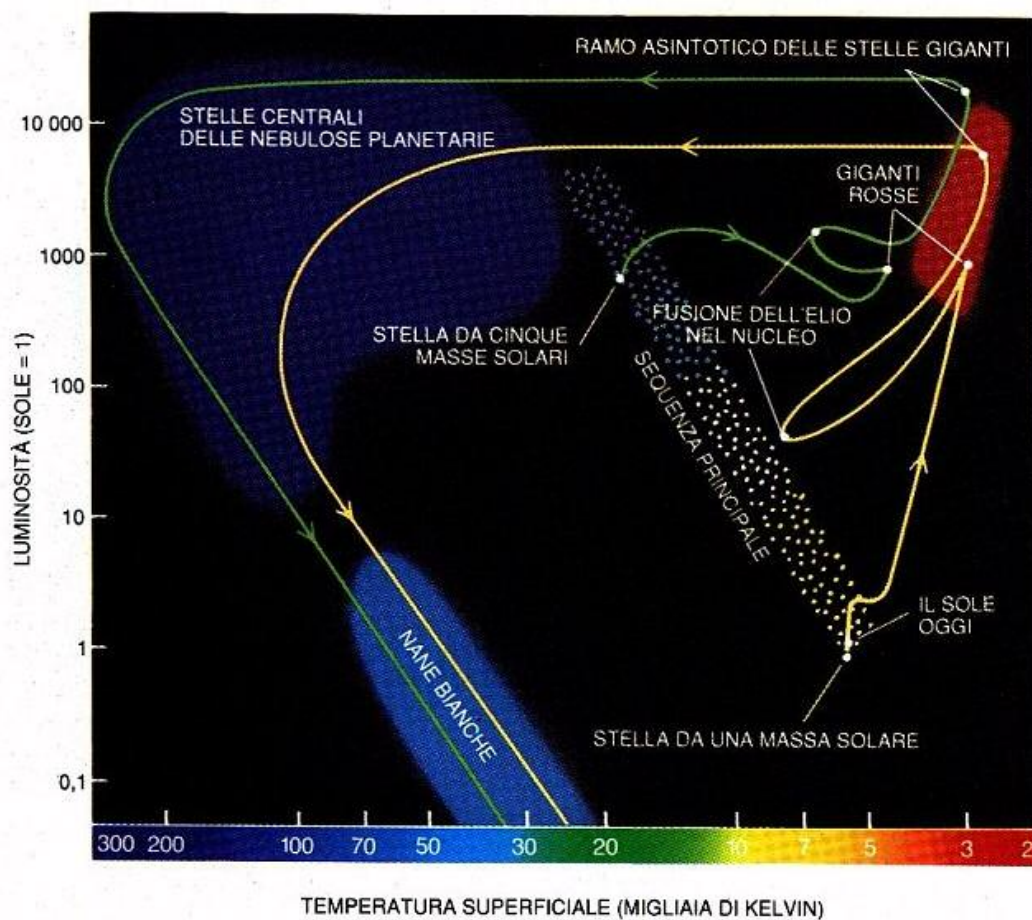 RAMO ASINTOTICO DELLE STELLE GIGANTI
10 000
STELLE CENTRALI
DELLE NEBULOSE PLANETARIE
GIGANTI
ROSSE
1000
STELLA DA CINQUE
MASSE SOLARI
FUSIONE DELL'ELIO
NEL NUCLEO
100
SEQUENZA PRINCIPALE
LUMINOSITÀ (SOLE = 1)
10
IL SOLE
OGGI
1
NANE BIANCHE
STELLA DA UNA MASSA SOLARE
0,1
300 200 100 70 50 30 20 10 7 5 3 2
TEMPERATURA SUPERFICIALE (MIGLIAIA DI KELVIN)